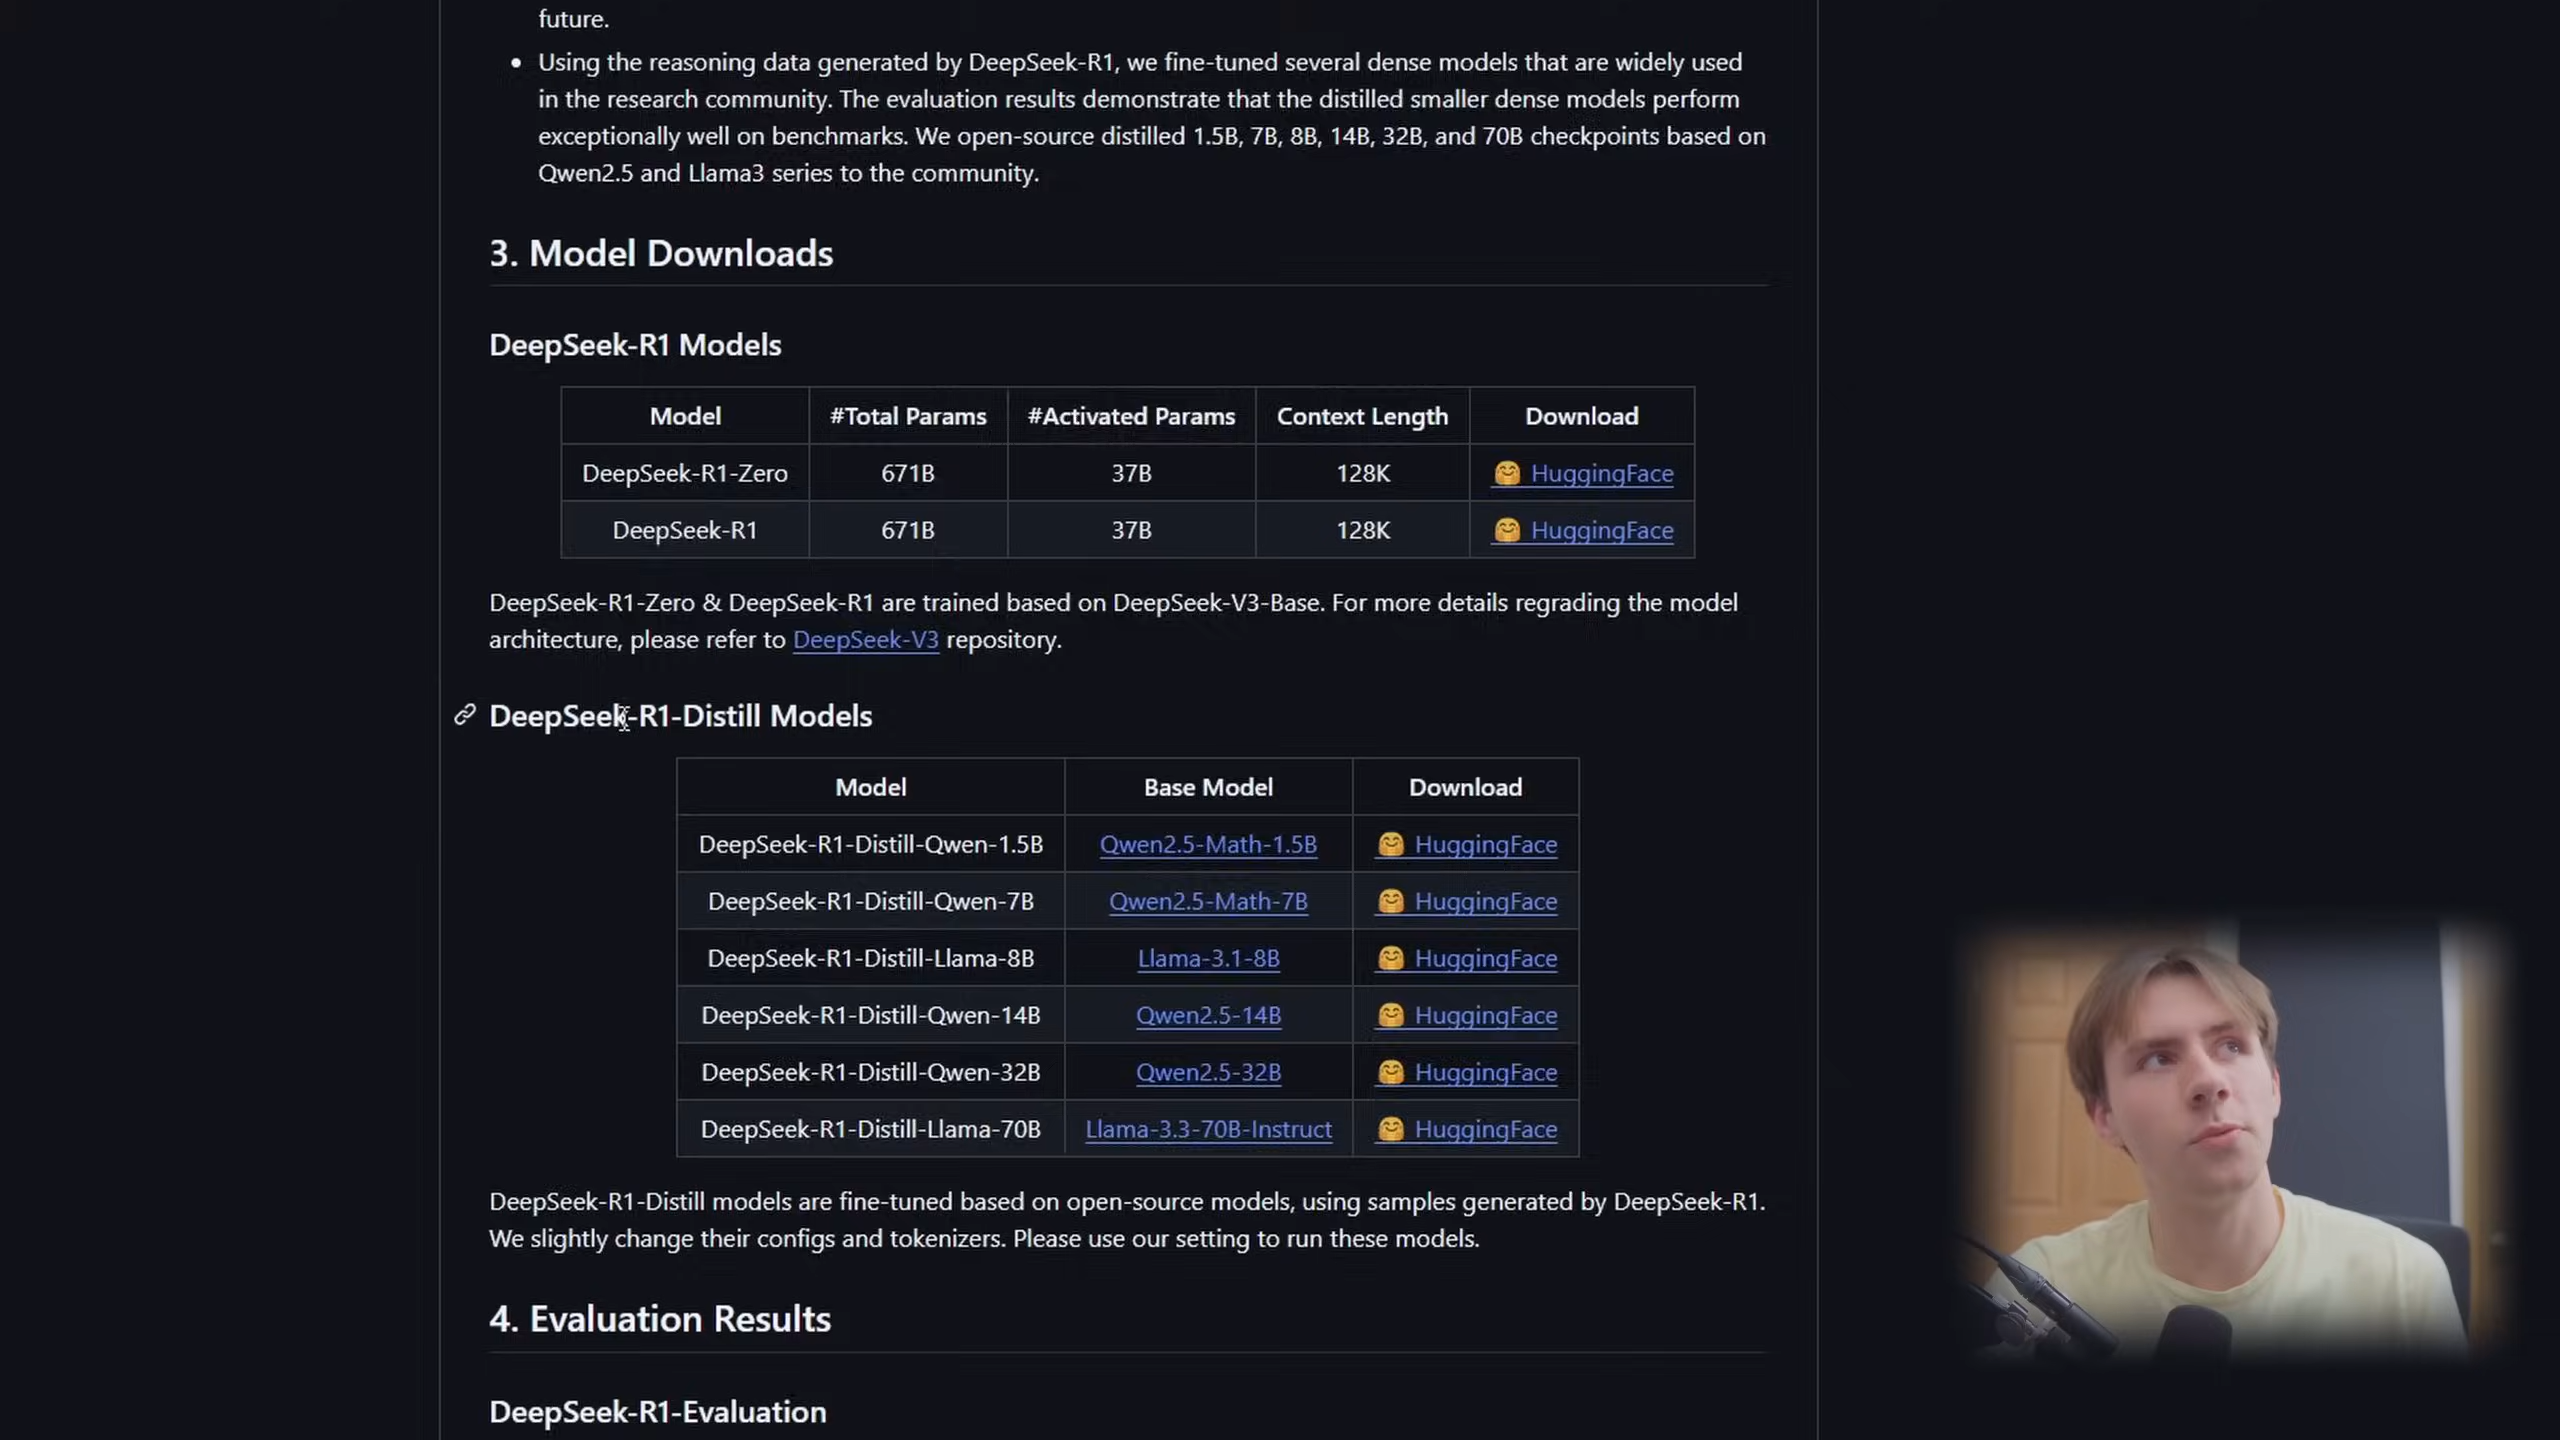 future.
• Using the reasoning data generated by DeepSeek-R1, we fine-tuned several dense models that are widely used
in the research community. The evaluation results demonstrate that the distilled smaller dense models perform
exceptionally well on benchmarks. We open-source distilled 1.5B, 7B, 8B, 14B, 32B, and 70B checkpoints based on
Qwen2.5 and Llama3 series to the community.
3. Model Downloads
DeepSeek-R1 Models
Model #Total Params #Activated Params Context Length Download
DeepSeek-R1-Zero 671B 37B 128K 🤗 HuggingFace
DeepSeek-R1 671B 37B 128K 🤗 HuggingFace
DeepSeek-R1-Zero & DeepSeek-R1 are trained based on DeepSeek-V3-Base. For more details regrading the model
architecture, please refer to DeepSeek-V3 repository.
DeepSeek-R1-Distill Models
Model Base Model Download
DeepSeek-R1-Distill-Qwen-1.5B Qwen2.5-Math-1.5B 🤗 HuggingFace
DeepSeek-R1-Distill-Qwen-7B Qwen2.5-Math-7B 🤗 HuggingFace
DeepSeek-R1-Distill-Llama-8B Llama-3.1-8B 🤗 HuggingFace
DeepSeek-R1-Distill-Qwen-14B Qwen2.5-14B 🤗 HuggingFace
DeepSeek-R1-Distill-Qwen-32B Qwen2.5-32B 🤗 HuggingFace
DeepSeek-R1-Distill-Llama-70B Llama-3.3-70B-Instruct 🤗 HuggingFace
DeepSeek-R1-Distill models are fine-tuned based on open-source models, using samples generated by DeepSeek-R1.
We slightly change their configs and tokenizers. Please use our setting to run these models.
4. Evaluation Results
DeepSeek-R1-Evaluation